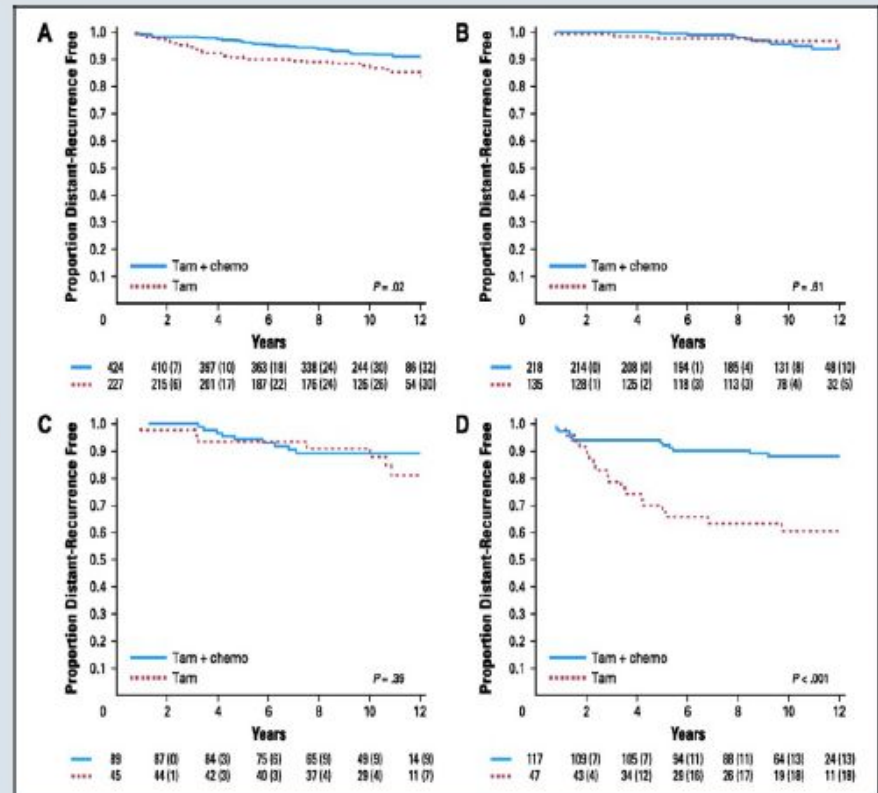 A
Proportion Distant-Recurrence Free
1.0
0.9
0.8
0.7
0.6
0.5
0.4
0.3
0.2
0.1
Tam + chemo
Tam
P = .02
0 2 4 6 8 10 12
Years
424 410 (7) 397 (10) 363 (18) 338 (24) 244 (30) 86 (32)
227 215 (6) 201 (17) 187 (22) 176 (24) 126 (26) 54 (30)
B
Proportion Distant-Recurrence Free
1.0
0.9
0.8
0.7
0.6
0.5
0.4
0.3
0.2
0.1
Tam + chemo
Tam
P = .61
0 2 4 6 8 10 12
Years
218 214 (0) 208 (0) 194 (1) 185 (4) 131 (8) 48 (10)
135 128 (1) 125 (2) 118 (3) 113 (3) 78 (4) 32 (5)
C
Proportion Distant-Recurrence Free
1.0
0.9
0.8
0.7
0.6
0.5
0.4
0.3
0.2
0.1
Tam + chemo
Tam
P = .39
0 2 4 6 8 10 12
Years
89 87 (0) 84 (3) 75 (6) 65 (9) 49 (9) 14 (9)
45 44 (1) 42 (3) 40 (3) 37 (4) 29 (4) 11 (7)
D
Proportion Distant-Recurrence Free
1.0
0.9
0.8
0.7
0.6
0.5
0.4
0.3
0.2
0.1
Tam + chemo
Tam
P < .001
0 2 4 6 8 10 12
Years
117 109 (7) 105 (7) 94 (11) 88 (11) 64 (13) 24 (13)
47 43 (4) 34 (12) 29 (16) 26 (17) 19 (18) 11 (18)